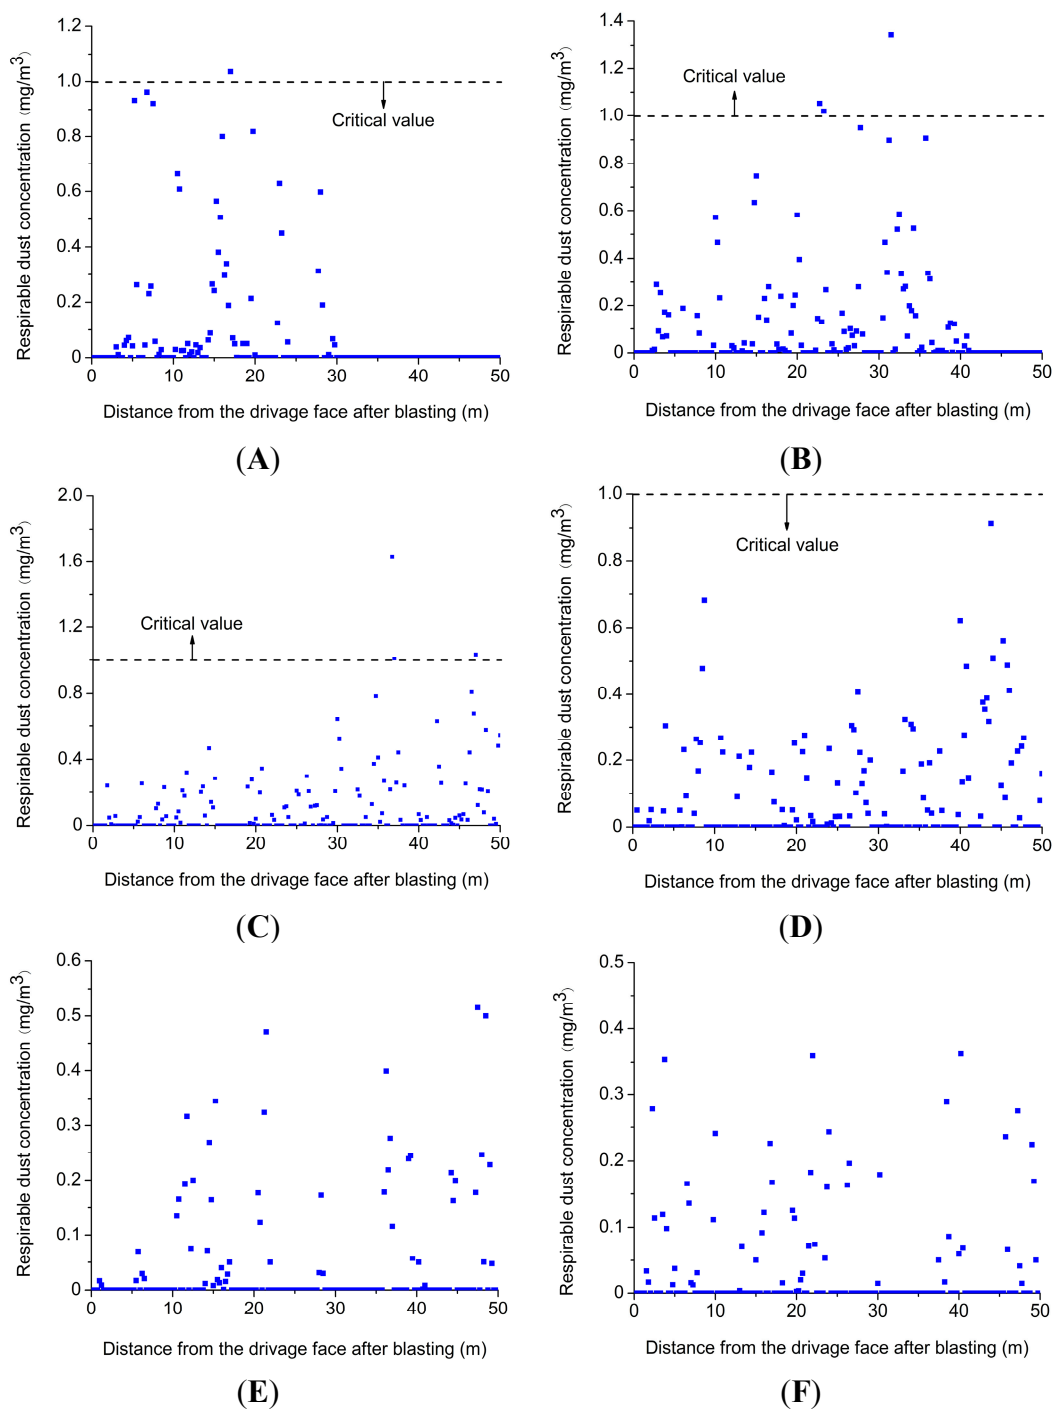 Respirable dust concentration (mg/m3)
1.2
1.0
0.8
0.6
0.4
0.2
0
Critical value
0 10 20 30 40 50
Distance from the drivage face after blasting (m)
(A)
Respirable dust concentration (mg/m3)
1.4
1.2
1.0
0.8
0.6
0.4
0.2
0
Critical value
0 10 20 30 40 50
Distance from the drivage face after blasting (m)
(B)
Respirable dust concentration (mg/m3)
2.0
1.6
1.2
0.8
0.4
0
Critical value
0 10 20 30 40 50
Distance from the drivage face after blasting (m)
(C)
Respirable dust concentration (mg/m3)
1.0
0.8
0.6
0.4
0.2
0
Critical value
0 10 20 30 40 50
Distance from the drivage face after blasting (m)
(D)
Respirable dust concentration (mg/m3)
0.6
0.5
0.4
0.3
0.2
0.1
0
0 10 20 30 40 50
Distance from the drivage face after blasting (m)
(E)
Respirable dust concentration (mg/m3)
0.5
0.4
0.3
0.2
0.1
0
0 10 20 30 40 50
Distance from the drivage face after blasting (m)
(F)